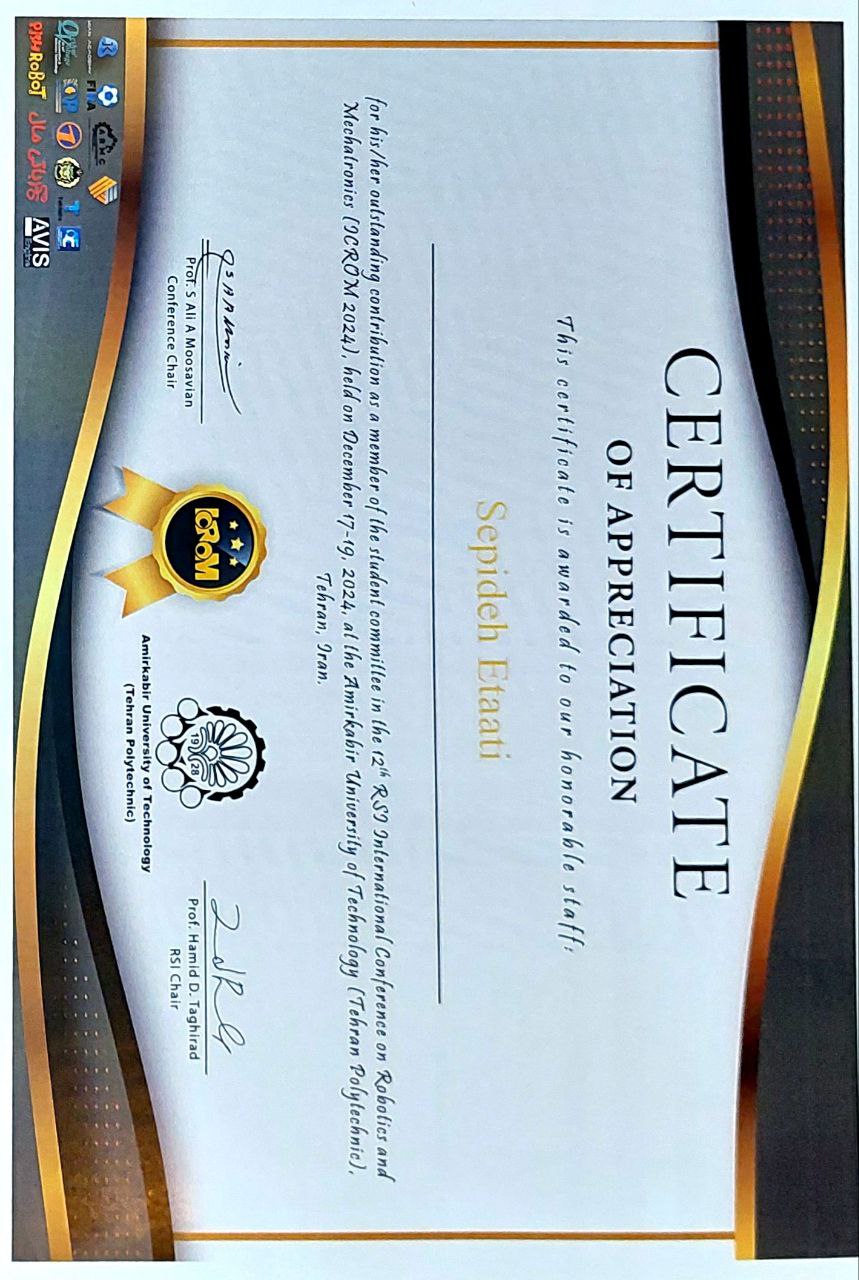 CERTIFICATE
OF APPRECIATION
This certificate is awarded to our honorable staff:
Sepideh Etaati
for his/her outstanding contribution as a member of the student committee in the 12th RSI International Conference on Robotics and
Mechatronics (ICROM 2024), held on December 17-19, 2024, at the Amirkabir University of Technology (Tehran Polytechnic),
Tehran, Iran.
ICROM
1928
Prof. S Ali A Moosavian
Conference Chair
Prof. Hamid D. Taghirad
RSI Chair
Amirkabir University of Technology
(Tehran Polytechnic)
FIRA
ARMC
PISHROBOT
رباتی مال
AVIS
Engine